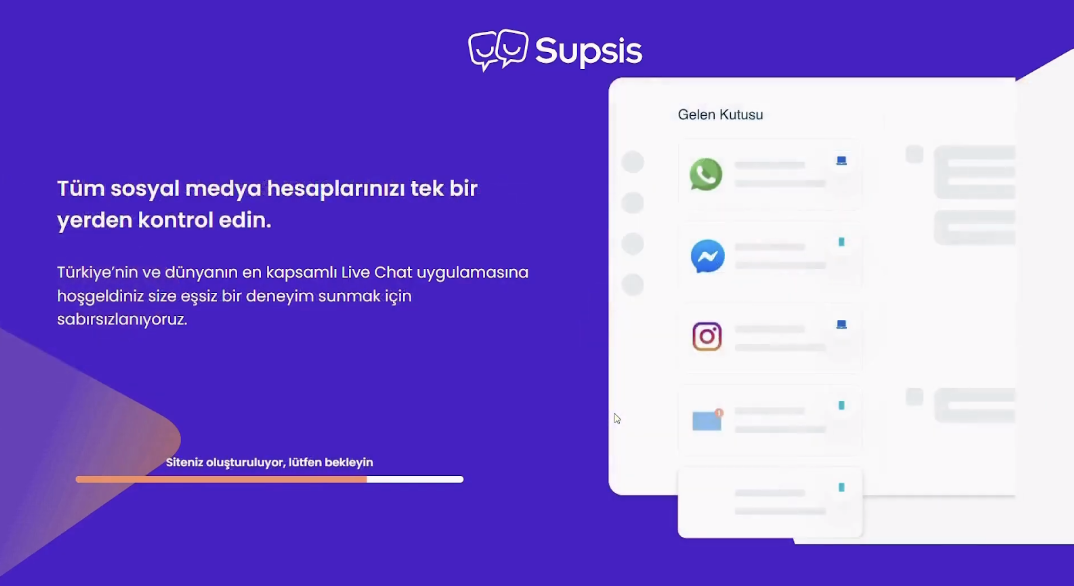 Supsis
Gelen Kutusu
Tüm sosyal medya hesaplarınızı tek bir
yerden kontrol edin.
Türkiye'nin ve dünyanın en kapsamlı Live Chat uygulamasına
hoşgeldiniz size eşsiz bir deneyim sunmak için
sabırsızlanıyoruz.
Siteniz oluşturuluyor, lütfen bekleyin